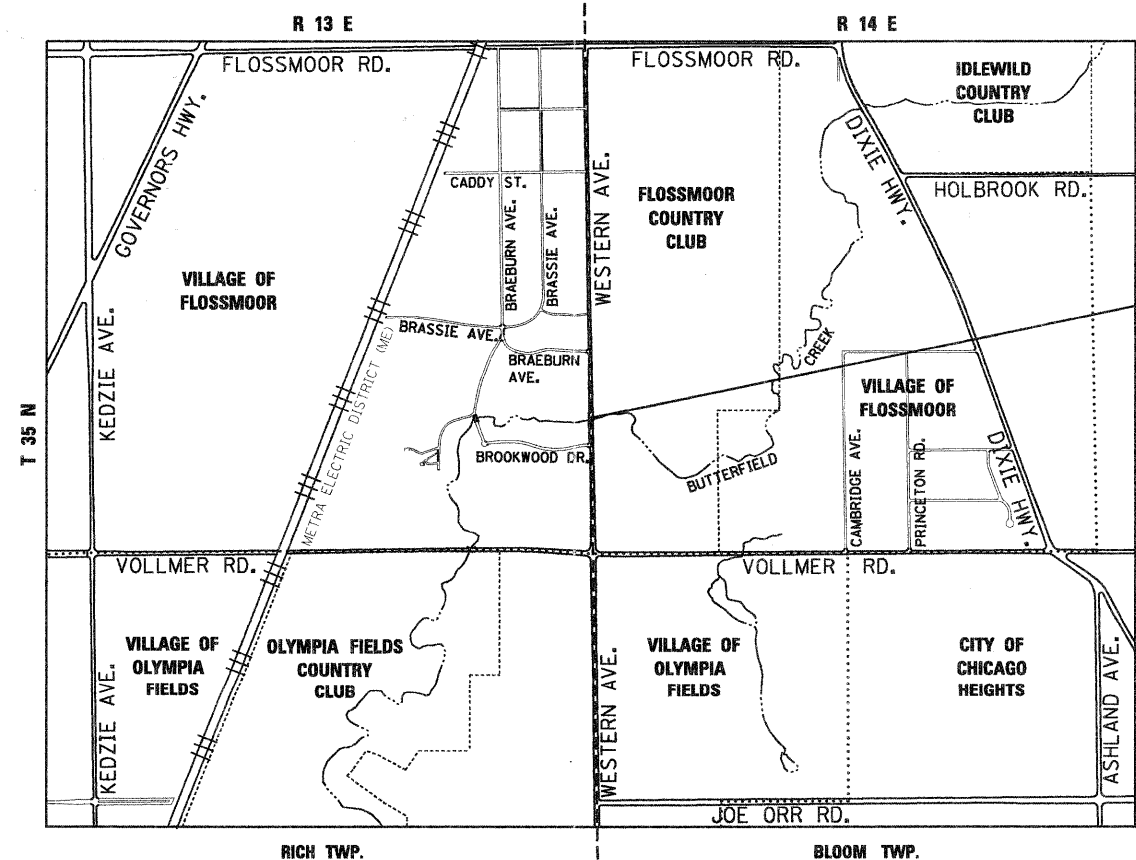 R 13 E
R 14 E
FLOSSMOOR RD.
FLOSSMOOR RD.
IDLEWILD
COUNTRY
CLUB
GOVERNORS HWY.
DIXIE HWY.
CADDY ST.
HOLBROOK RD.
WESTERN AVE.
FLOSSMOOR
COUNTRY
CLUB
BRAEBURN AVE.
BRASSIE AVE.
VILLAGE OF
FLOSSMOOR
KEDZIE AVE.
BRASSIE AVE.
METRA ELECTRIC DISTRICT (ME)
BRAEBURN
AVE.
CREEK
VILLAGE OF
FLOSSMOOR
T 35 N
BROOKWOOD DR.
BUTTERFIELD
CAMBRIDGE AVE.
PRINCETON RD.
DIXIE HWY.
VOLLMER RD.
VOLLMER RD.
VILLAGE OF
OLYMPIA
FIELDS
OLYMPIA FIELDS
COUNTRY
CLUB
VILLAGE OF
OLYMPIA
FIELDS
CITY OF
CHICAGO
HEIGHTS
KEDZIE AVE.
WESTERN AVE.
ASHLAND AVE.
JOE ORR RD.
RICH TWP.
BLOOM TWP.